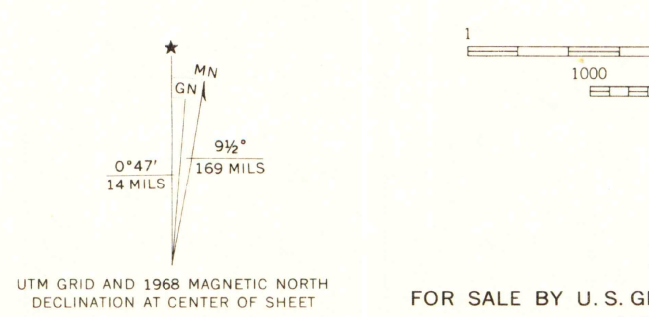 ★
MN
GN
9½°
169 MILS
0°47'
14 MILS
UTM GRID AND 1968 MAGNETIC NORTH
DECLINATION AT CENTER OF SHEET
1
1000
FOR SALE BY U. S. G